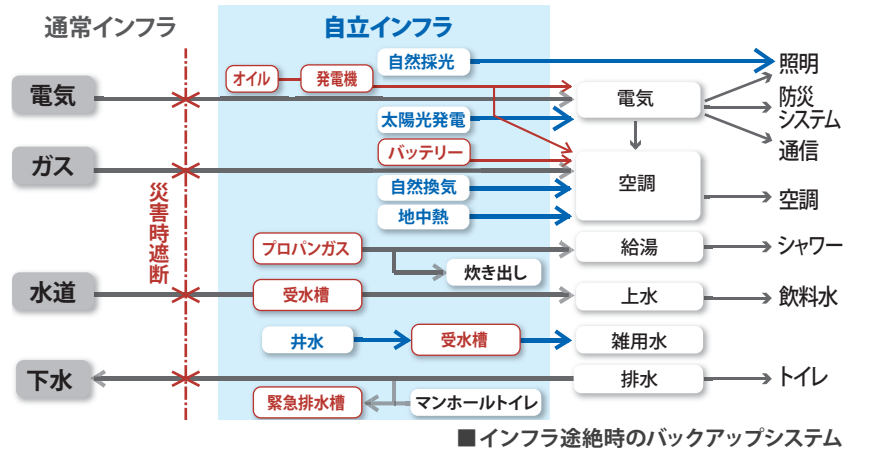 通常インフラ
自立インフラ
自然採光
照明
オイル
発電機
電気
電気
防災
システム
太陽光発電
通信
バッテリー
ガス
自然換気
空調
空調
地中熱
災害時遮断
プロパンガス
給湯
シャワー
炊き出し
水道
受水槽
上水
飲料水
井水
受水槽
雑用水
下水
排水
トイレ
緊急排水槽
マンホールトイレ
■インフラ途絶時のバックアップシステム